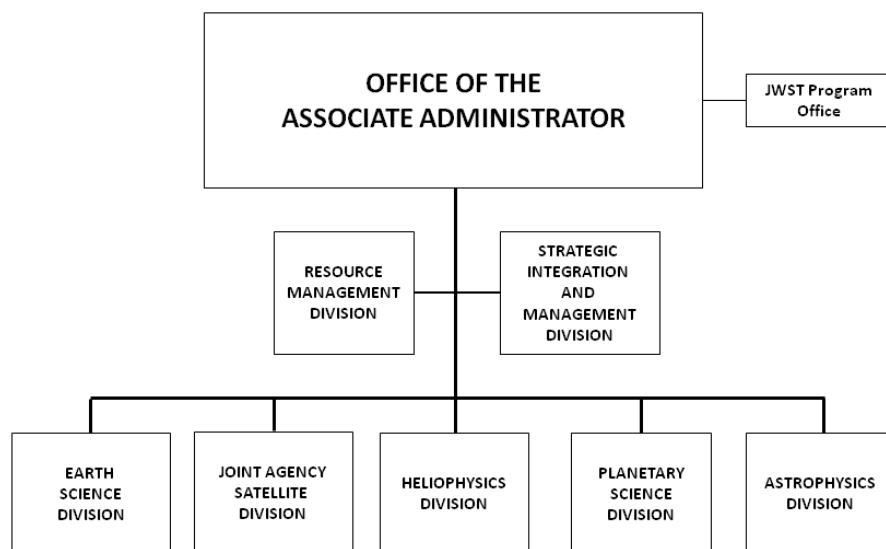 OFFICE OF THE
ASSOCIATE ADMINISTRATOR
JWST Program
Office
RESOURCE
MANAGEMENT
DIVISION
STRATEGIC
INTEGRATION
AND
MANAGEMENT
DIVISION
EARTH
SCIENCE
DIVISION
JOINT AGENCY
SATELLITE
DIVISION
HELIOPHYSICS
DIVISION
PLANETARY
SCIENCE
DIVISION
ASTROPHYSICS
DIVISION